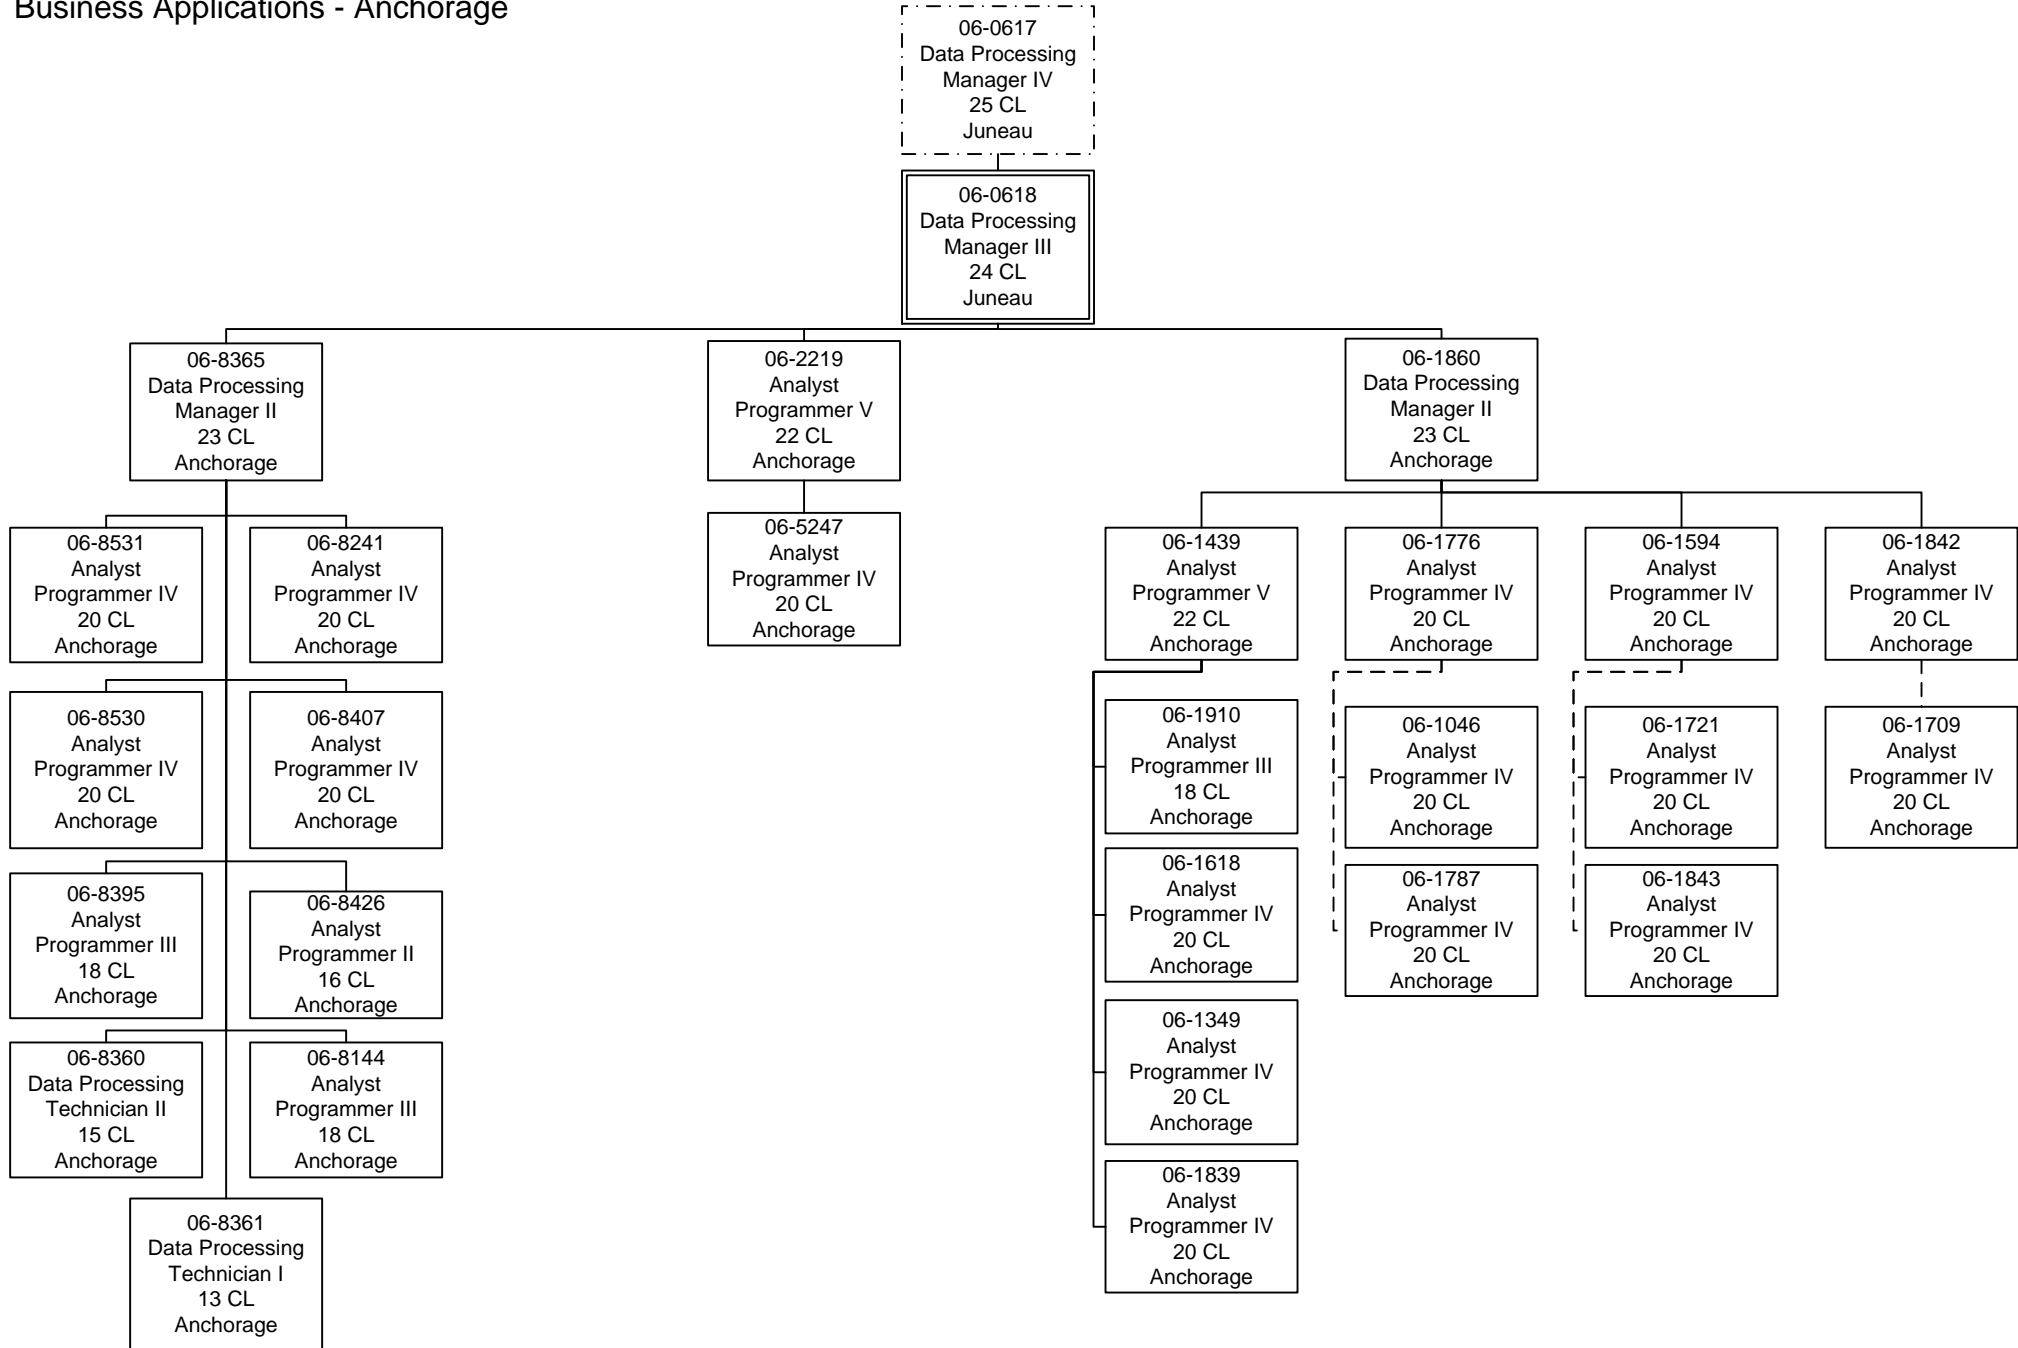 Business Applications - Anchorage
06-0617
Data Processing
Manager IV
25 CL
Juneau
06-0618
Data Processing
Manager III
24 CL
Juneau
06-8365
Data Processing
Manager II
23 CL
Anchorage
06-2219
Analyst
Programmer V
22 CL
Anchorage
06-1860
Data Processing
Manager II
23 CL
Anchorage
06-8531
Analyst
Programmer IV
20 CL
Anchorage
06-8241
Analyst
Programmer IV
20 CL
Anchorage
06-5247
Analyst
Programmer IV
20 CL
Anchorage
06-1439
Analyst
Programmer V
22 CL
Anchorage
06-1776
Analyst
Programmer IV
20 CL
Anchorage
06-1594
Analyst
Programmer IV
20 CL
Anchorage
06-1842
Analyst
Programmer IV
20 CL
Anchorage
06-8530
Analyst
Programmer IV
20 CL
Anchorage
06-8407
Analyst
Programmer IV
20 CL
Anchorage
06-1910
Analyst
Programmer III
18 CL
Anchorage
06-1046
Analyst
Programmer IV
20 CL
Anchorage
06-1721
Analyst
Programmer IV
20 CL
Anchorage
06-1709
Analyst
Programmer IV
20 CL
Anchorage
06-8395
Analyst
Programmer III
18 CL
Anchorage
06-8426
Analyst
Programmer II
16 CL
Anchorage
06-1618
Analyst
Programmer IV
20 CL
Anchorage
06-1787
Analyst
Programmer IV
20 CL
Anchorage
06-1843
Analyst
Programmer IV
20 CL
Anchorage
06-8360
Data Processing
Technician II
15 CL
Anchorage
06-8144
Analyst
Programmer III
18 CL
Anchorage
06-1349
Analyst
Programmer IV
20 CL
Anchorage
06-8361
Data Processing
Technician I
13 CL
Anchorage
06-1839
Analyst
Programmer IV
20 CL
Anchorage